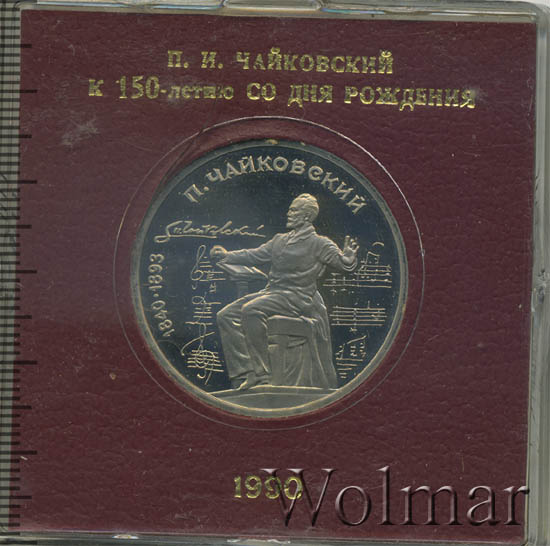 П. И. ЧАЙКОВСКИЙ
К 150-летию СО ДНЯ РОЖДЕНИЯ
П. ЧАЙКОВСКИЙ
1840·1893
1990
Wolmar